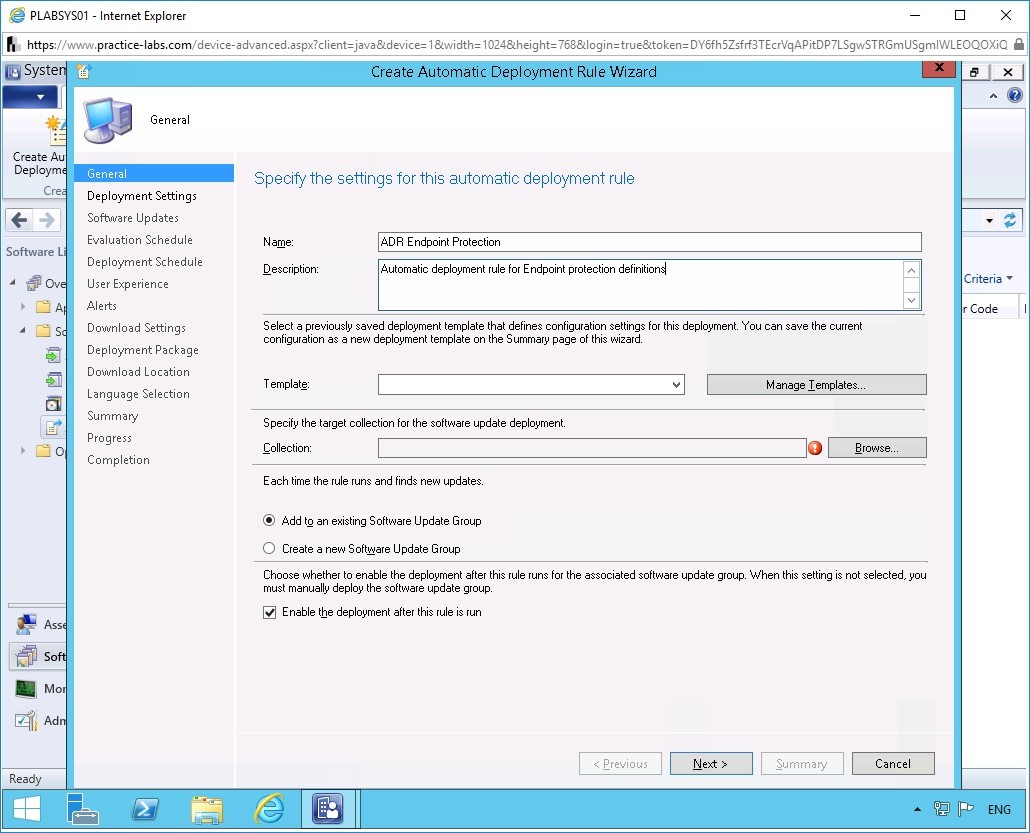 PLABSYS01 - Internet Explorer
https://www.practice-labs.com/device-advanced.aspx?client=java&device=1&width=1024&height=768&login=true&token=DY6fh5Zsfrf3TEcrVqAPitDP7LSgwSTRGmUSgmIWLEOQOXiQ
System
Create Automatic Deployment Rule Wizard
General
Create Au
Deployme
Crea
General
Deployment Settings
Software Updates
Evaluation Schedule
Deployment Schedule
User Experience
Alerts
Download Settings
Deployment Package
Download Location
Language Selection
Summary
Progress
Completion
Software Li
Ove
Ap
So
Op
Specify the settings for this automatic deployment rule
Name: ADR Endpoint Protection
Description: Automatic deployment rule for Endpoint protection definitions
Select a previously saved deployment template that defines configuration settings for this deployment. You can save the current
configuration as a new deployment template on the Summary page of this wizard.
Template: Manage Templates...
Specify the target collection for the software update deployment.
Collection: Browse...
Each time the rule runs and finds new updates.
Add to an existing Software Update Group
Create a new Software Update Group
Choose whether to enable the deployment after this rule runs for the associated software update group. When this setting is not selected, you
must manually deploy the software update group.
Enable the deployment after this rule is run
Criteria
r Code
Asse
Soft
Mor
Adm
< Previous Next > Summary Cancel
Ready
ENG